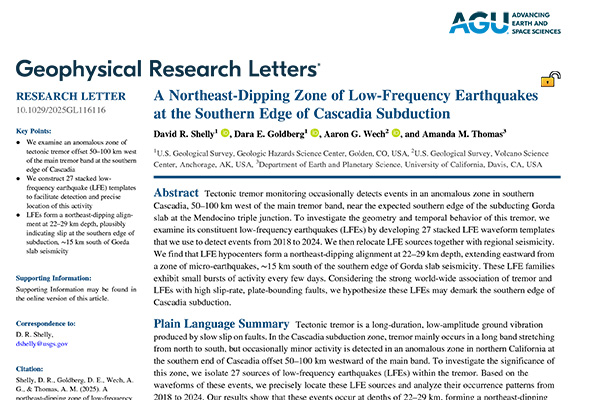 AGU ADVANCING
EARTH AND
SPACE SCIENCES
Geophysical Research Letters
RESEARCH LETTER
10.1029/2025GL116116
Key Points:
• We examine an anomalous zone of
tectonic tremor offset 50–100 km west
of the main tremor band at the southern
edge of Cascadia
• We construct 27 stacked low-
frequency earthquake (LFE) templates
to facilitate detection and precise
location of this activity
• LFEs form a northeast-dipping align-
ment at 22–29 km depth, plausibly
indicating slip at the southern edge of
subduction, ~15 km south of Gorda
slab seismicity
Supporting Information:
Supporting Information may be found in
the online version of this article.
Correspondence to:
D. R. Shelly,
dshelly@usgs.gov
Citation:
Shelly, D. R., Goldberg, D. E., Wech, A.
G., & Thomas, A. M. (2025). A
northeast-dipping zone of low-frequency
A Northeast-Dipping Zone of Low-Frequency Earthquakes
at the Southern Edge of Cascadia Subduction
David R. Shelly1, Dara E. Goldberg1, Aaron G. Wech2, and Amanda M. Thomas3
1U.S. Geological Survey, Geologic Hazards Science Center, Golden, CO, USA, 2U.S. Geological Survey, Volcano Science
Center, Anchorage, AK, USA, 3Department of Earth and Planetary Science, University of California, Davis, CA, USA
Abstract Tectonic tremor monitoring occasionally detects events in an anomalous zone in southern
Cascadia, 50–100 km west of the main tremor band, near the expected southern edge of the subducting Gorda
slab at the Mendocino triple junction. To investigate the geometry and temporal behavior of this tremor, we
examine its constituent low-frequency earthquakes (LFEs) by developing 27 stacked LFE waveform templates
that we use to detect events from 2018 to 2024. We then relocate LFE sources together with regional seismicity.
We find that LFE hypocenters form a northeast-dipping alignment at 22–29 km depth, extending eastward from
a zone of micro-earthquakes, ~15 km south of the southern edge of Gorda slab seismicity. These LFE families
exhibit small bursts of activity every few days. Considering the strong world-wide association of tremor and
LFEs with high slip-rate, plate-bounding faults, we hypothesize these LFEs may demark the southern edge of
Cascadia subduction.
Plain Language Summary Tectonic tremor is a long-duration, low-amplitude ground vibration
produced by slow slip on faults. In the Cascadia subduction zone, tremor mainly occurs in a long band stretching
from north to south, but occasionally minor activity is detected in an anomalous zone in northern California at
the southern end of Cascadia offset 50–100 km westward of the main band. To investigate the significance of
this zone, we isolate 27 sources of low-frequency earthquakes (LFEs) within the tremor. Based on the
waveforms of these events, we precisely locate these LFE sources and analyze their occurrence patterns from
2018 to 2024. Our results show that these events occur at depths of 22–29 km, forming a northeast-dipping